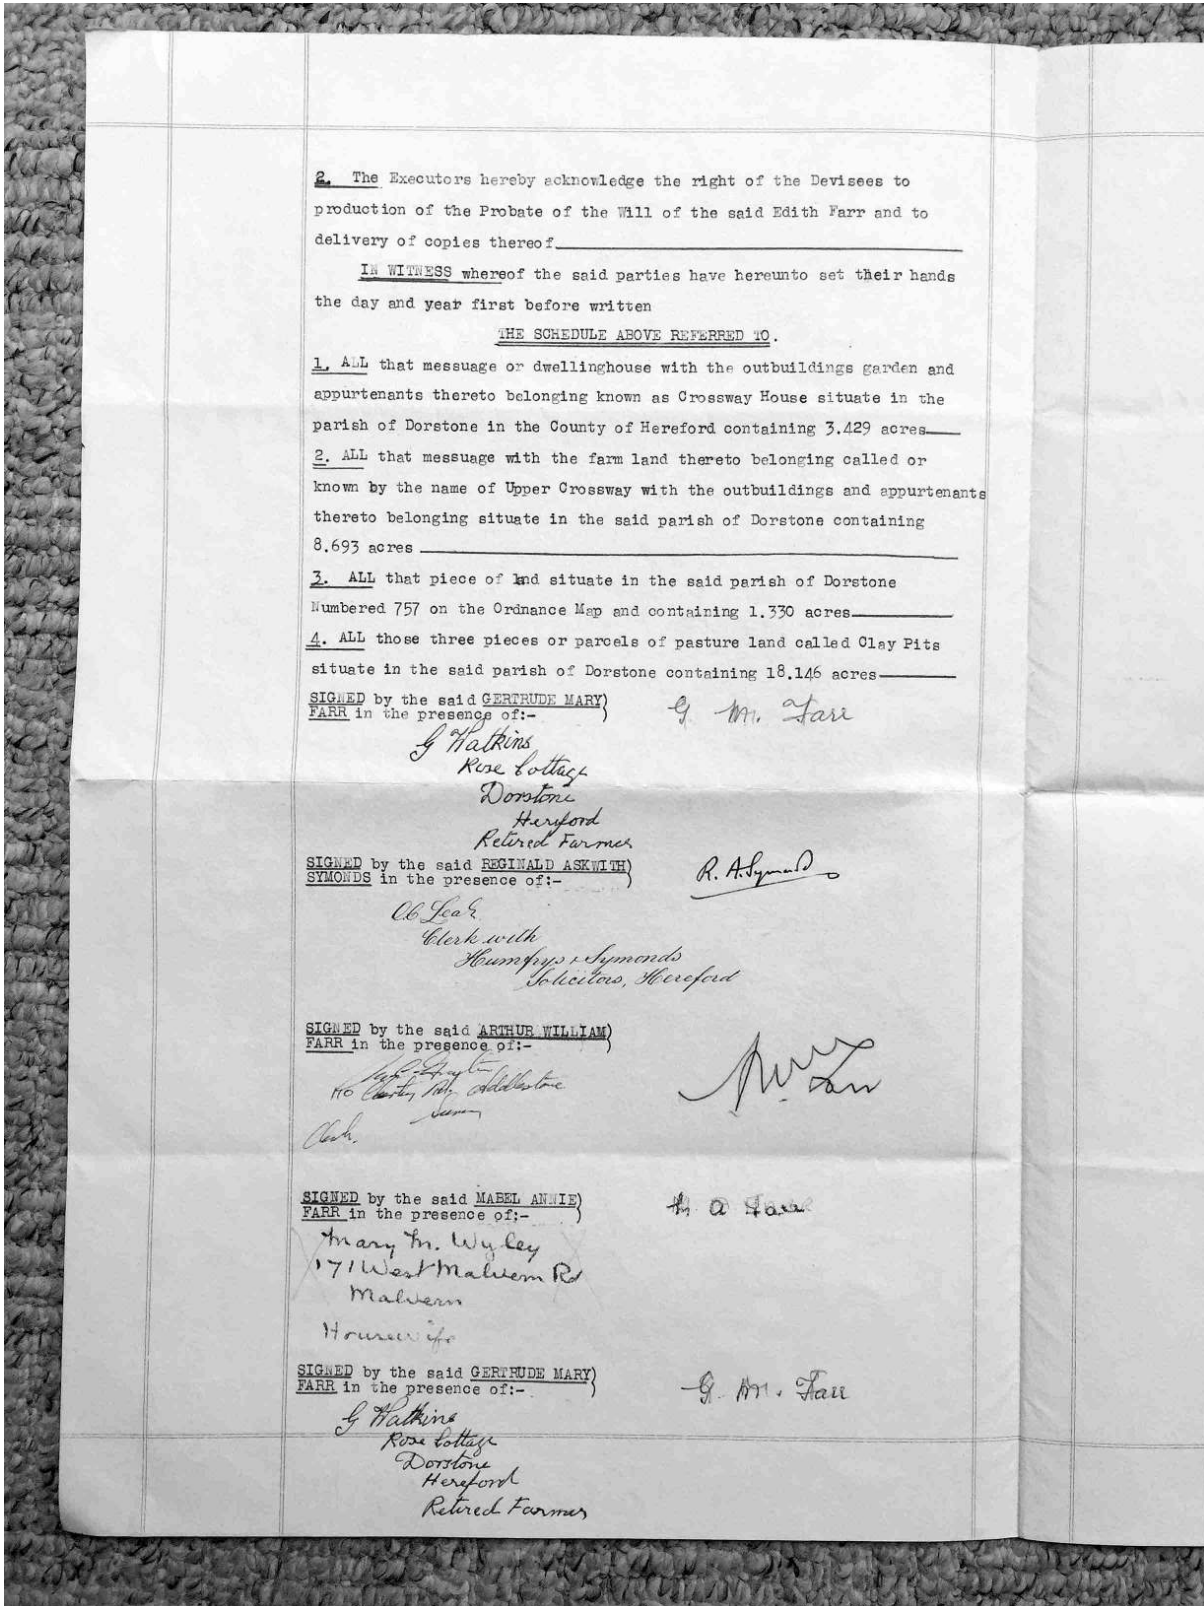 2. The Executors hereby acknowledge the right of the Devisees to
production of the Probate of the Will of the said Edith Farr and to
delivery of copies thereof
IN WITNESS whereof the said parties have hereunto set their hands
the day and year first before written
THE SCHEDULE ABOVE REFERRED TO.
1. ALL that messuage or dwellinghouse with the outbuildings garden and
appurtenants thereto belonging known as Crossway House situate in the
parish of Dorstone in the County of Hereford containing 3.429 acres
2. ALL that messuage with the farm land thereto belonging called or
known by the name of Upper Crossway with the outbuildings and appurtenants
thereto belonging situate in the said parish of Dorstone containing
8.693 acres
3. ALL that piece of land situate in the said parish of Dorstone
Numbered 757 on the Ordnance Map and containing 1.330 acres
4. ALL those three pieces or parcels of pasture land called Clay Pits
situate in the said parish of Dorstone containing 18.146 acres
SIGNED by the said GERTRUDE MARY)
FARR in the presence of:- ) G. M. Farr
G Watkins
Rose Cottage
Dorstone
Hereford
Retired Farmer
SIGNED by the said REGINALD ASKWITH)
SYMONDS in the presence of:- ) R. A. Symonds
Clerk with
Humfrys & Symonds
Solicitors, Hereford
SIGNED by the said ARTHUR WILLIAM)
FARR in the presence of:- ) Farr
Addlestone
Clerk.
SIGNED by the said MABEL ANNIE)
FARR in the presence of:- ) M A Farr
Mary M. Wyley
171 West Malvern Rd
Malvern
Housewife
SIGNED by the said GERTRUDE MARY)
FARR in the presence of:- ) G. M. Farr
G Watkins
Rose Cottage
Dorstone
Hereford
Retired Farmer